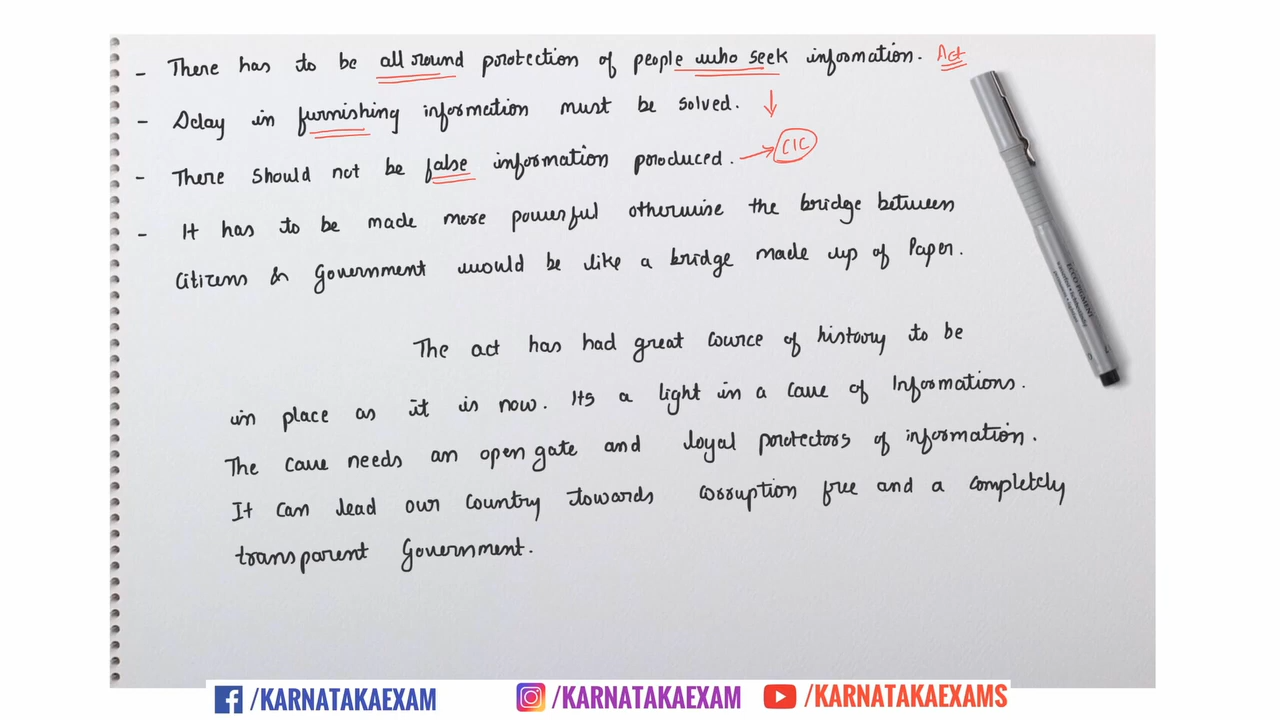 - There has to be all round protection of people who seek information. Act
- Delay in furnishing information must be solved.
- There should not be false information produced. → CIC
- It has to be made more powerful otherwise the bridge between
Citizens & Government would be like a bridge made up of Paper.
The act has had great cource of history to be
in place as it is now. Its a light in a cave of Informations.
The cave needs an open gate and loyal protectors of information.
It can lead our country towards corruption free and a completely
transparent Government.
/KARNATAKAEXAM /KARNATAKAEXAM /KARNATAKAEXAMS